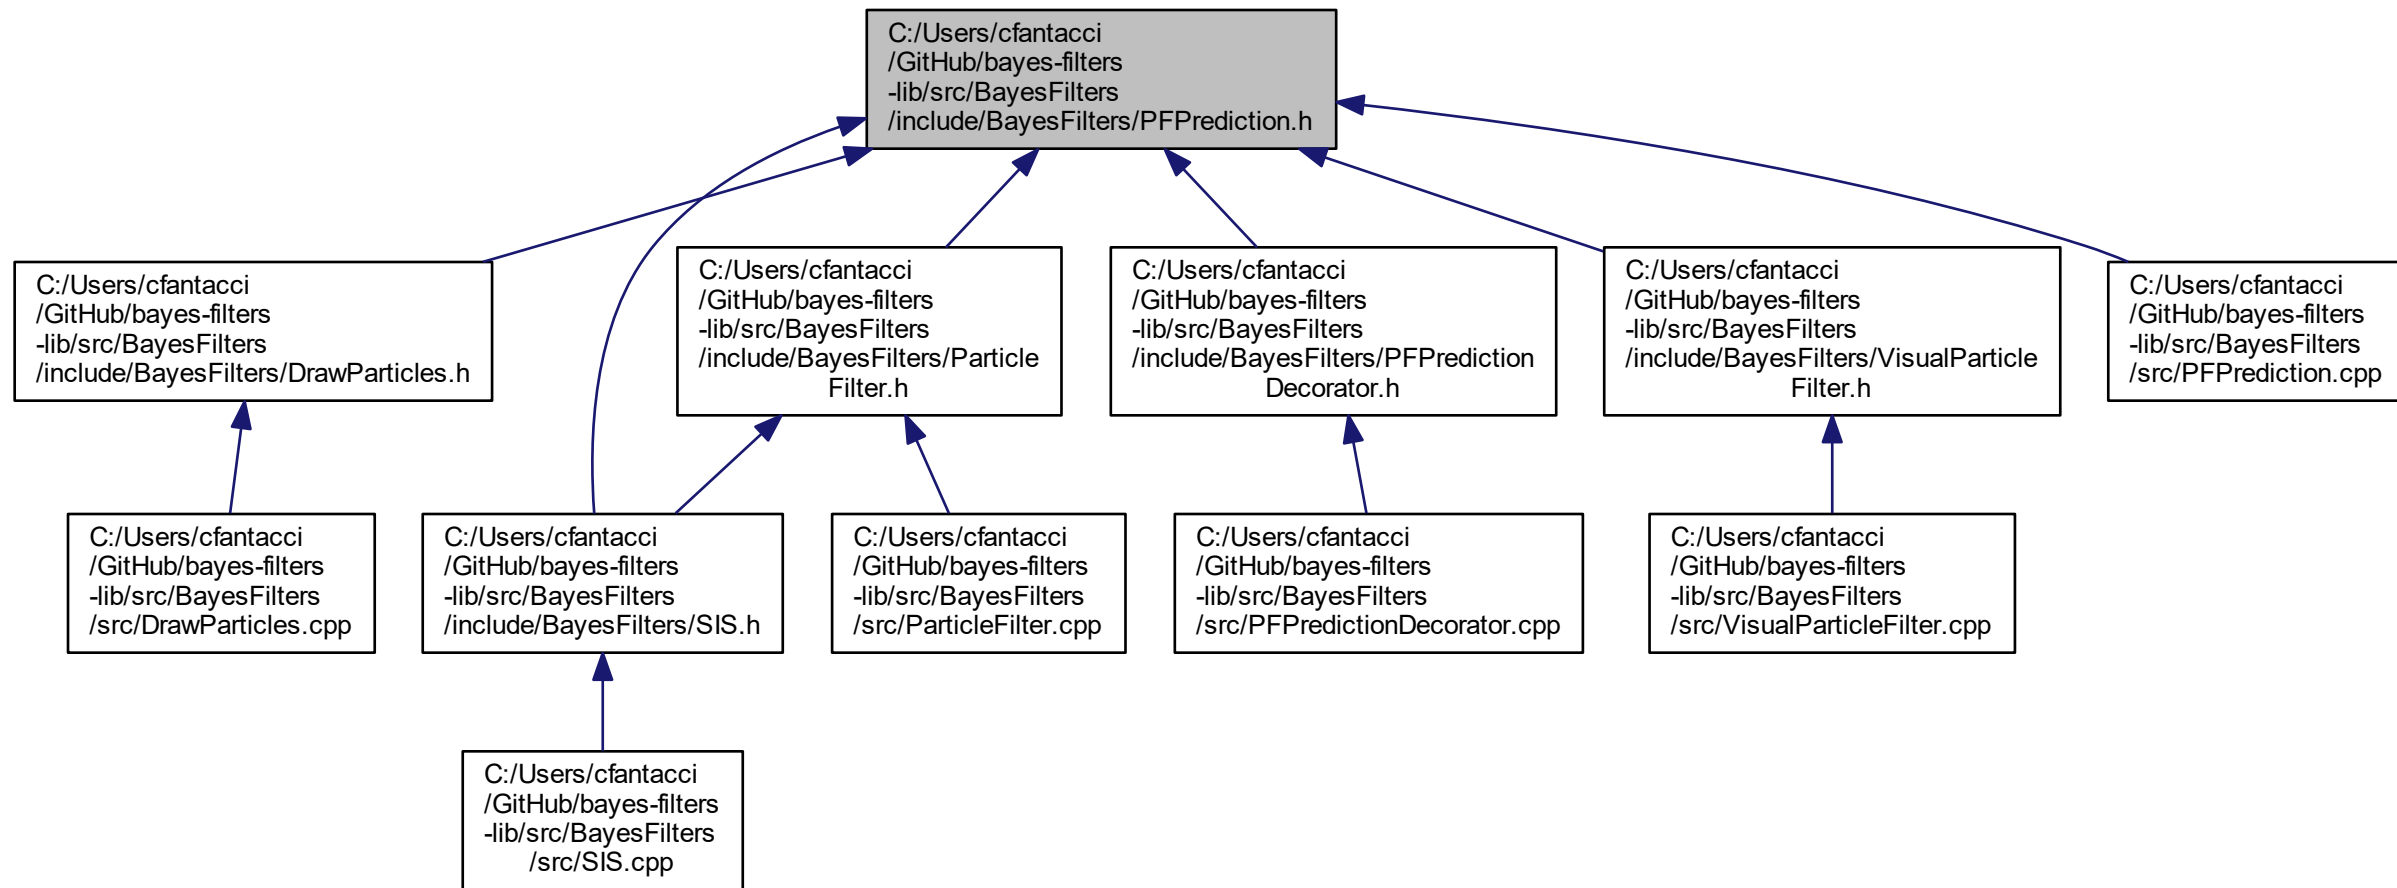 C:/Users/cfantacci
/GitHub/bayes-filters
-lib/src/BayesFilters
/include/BayesFilters/PFPrediction.h
C:/Users/cfantacci
/GitHub/bayes-filters
-lib/src/BayesFilters
/include/BayesFilters/DrawParticles.h
C:/Users/cfantacci
/GitHub/bayes-filters
-lib/src/BayesFilters
/include/BayesFilters/Particle
Filter.h
C:/Users/cfantacci
/GitHub/bayes-filters
-lib/src/BayesFilters
/include/BayesFilters/PFPrediction
Decorator.h
C:/Users/cfantacci
/GitHub/bayes-filters
-lib/src/BayesFilters
/include/BayesFilters/VisualParticle
Filter.h
C:/Users/cfantacci
/GitHub/bayes-filters
-lib/src/BayesFilters
/src/PFPrediction.cpp
C:/Users/cfantacci
/GitHub/bayes-filters
-lib/src/BayesFilters
/src/DrawParticles.cpp
C:/Users/cfantacci
/GitHub/bayes-filters
-lib/src/BayesFilters
/include/BayesFilters/SIS.h
C:/Users/cfantacci
/GitHub/bayes-filters
-lib/src/BayesFilters
/src/ParticleFilter.cpp
C:/Users/cfantacci
/GitHub/bayes-filters
-lib/src/BayesFilters
/src/PFPredictionDecorator.cpp
C:/Users/cfantacci
/GitHub/bayes-filters
-lib/src/BayesFilters
/src/VisualParticleFilter.cpp
C:/Users/cfantacci
/GitHub/bayes-filters
-lib/src/BayesFilters
/src/SIS.cpp